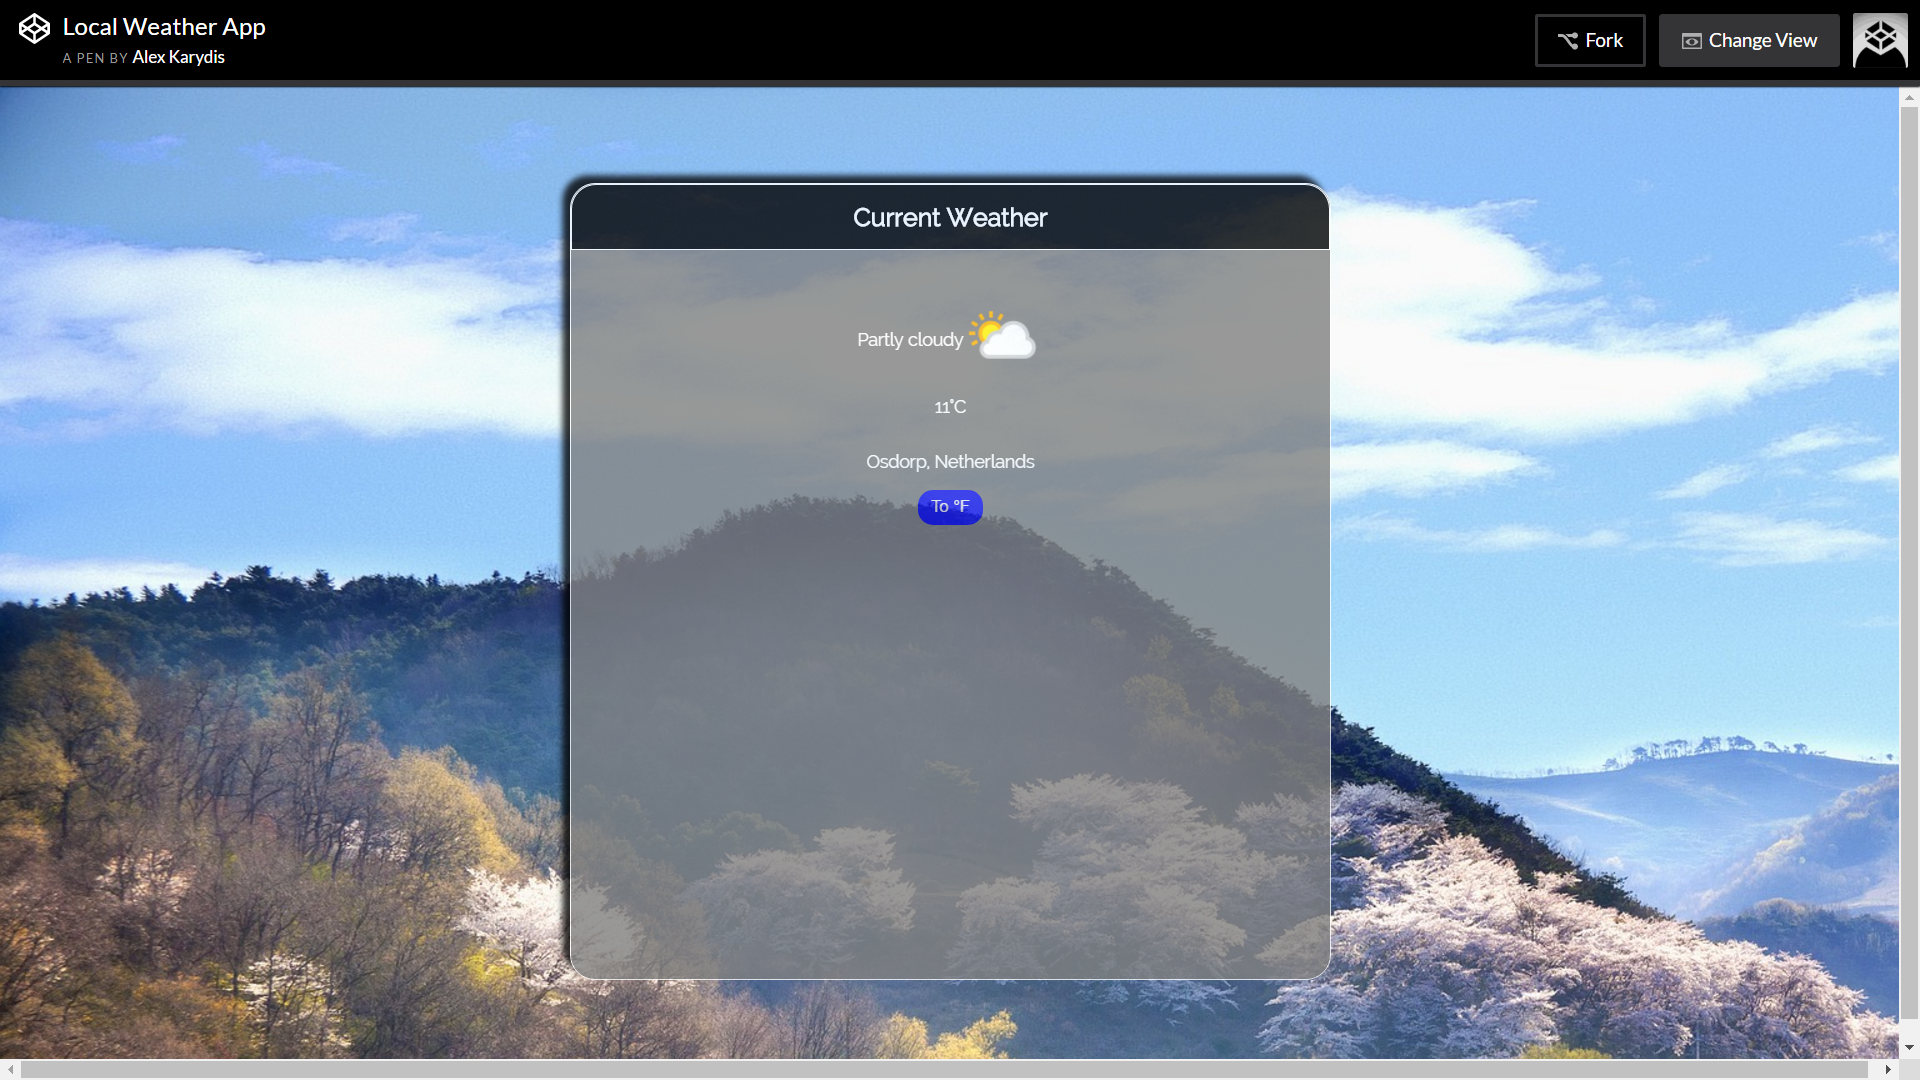 Local Weather App
A PEN BY Alex Karydis
Fork
Change View
Current Weather
Partly cloudy
11°C
Osdorp, Netherlands
To °F